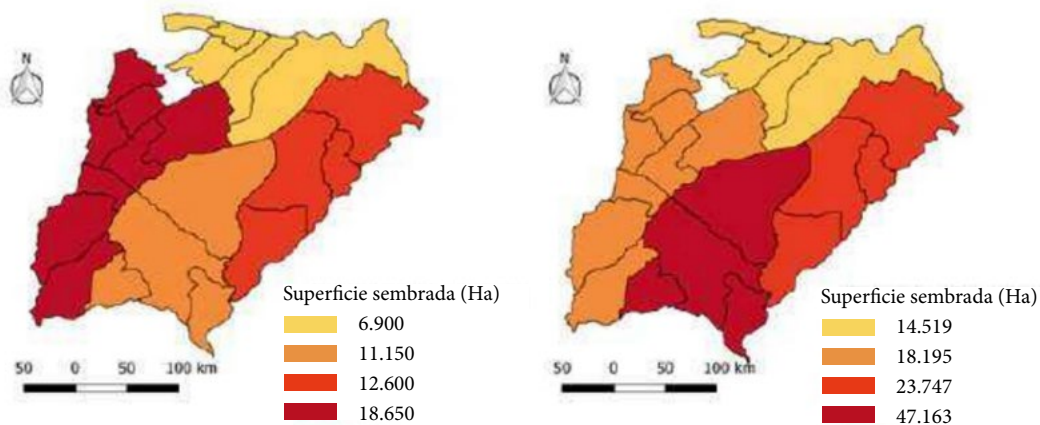 N
Superficie sembrada (Ha)
6.900
11.150
12.600
18.650
50 0 50 100 km
N
Superficie sembrada (Ha)
14.519
18.195
23.747
47.163
50 0 50 100 km